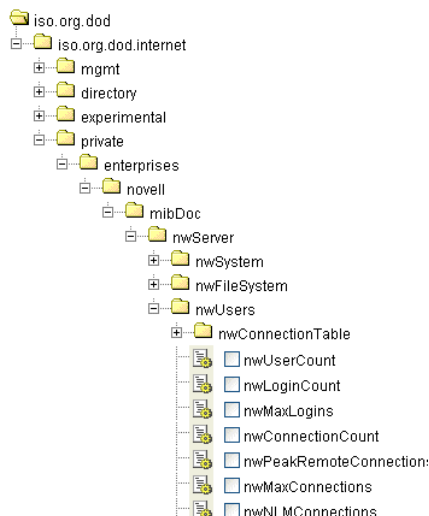 iso.org.dod
iso.org.dod.internet
mgmt
directory
experimental
private
enterprises
novell
mibDoc
nwServer
nwSystem
nwFileSystem
nwUsers
nwConnectionTable
nwUserCount
nwLoginCount
nwMaxLogins
nwConnectionCount
nwPeakRemoteConnections
nwMaxConnections
nwNLMConnections